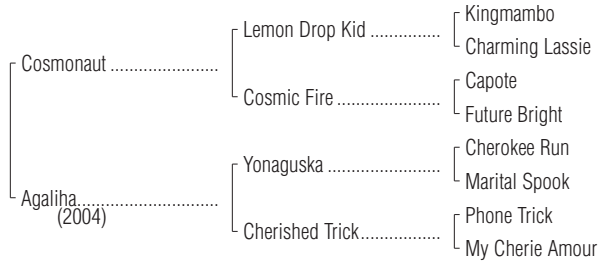 Kingmambo
Lemon Drop Kid ...............
Charming Lassie
Cosmonaut .......................
Capote
Cosmic Fire ......................
Future Bright
Cherokee Run
Yonaguska ........................
Marital Spook
Agaliha..............................
(2004)
Phone Trick
Cherished Trick.................
My Cherie Amour